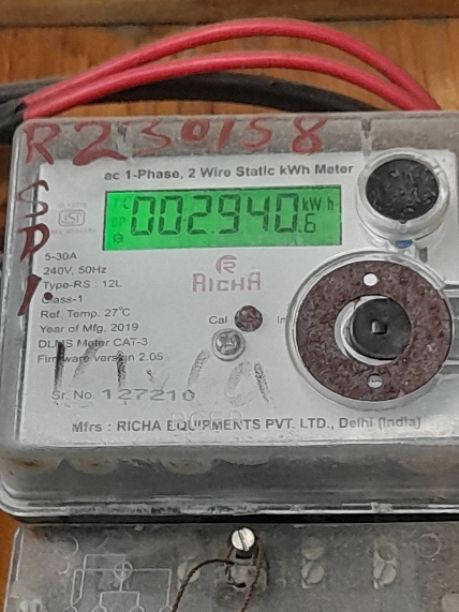 R230158
SD1
ac 1-Phase, 2 Wire Static kWh Meter
ISI
002940.6 kWh
5-30A
240V, 50Hz
Type-RS : 12L
Class-1
Ref. Temp. 27°C
Year of Mfg. 2019
DLMS Meter CAT-3
Firmware version 2.05
RICHA
Cal
Sr. No. 127210
Mfrs : RICHA EQUIPMENTS PVT. LTD., Delhi (India)